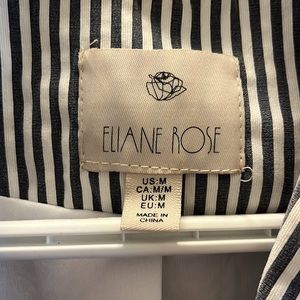 ELIANE ROSE
US:M
CA:M/M
UK:M
EU:M
MADE IN
CHINA